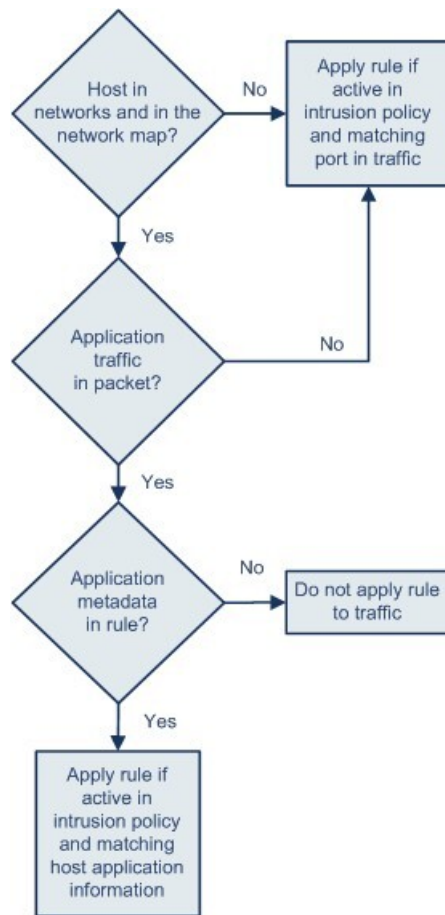 Host in
networks and in the
network map?
No
Apply rule if
active in
intrusion policy
and matching
port in traffic
Yes
Application
traffic
in packet?
No
Yes
Application
metadata
in rule?
No
Do not apply rule
to traffic
Yes
Apply rule if
active in
intrusion policy
and matching
host application
information